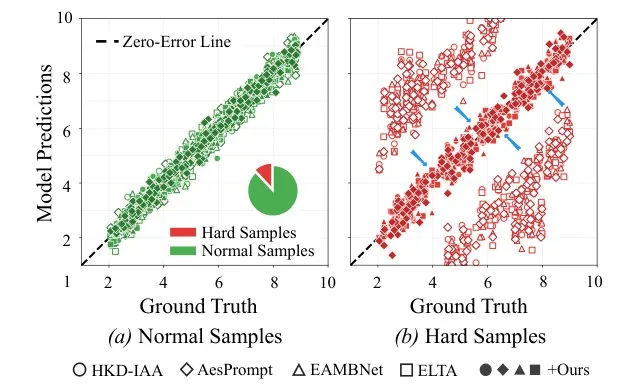 10
8
6
4
2
1
2
4
6
8
10
Model Predictions
Zero-Error Line
Hard Samples
Normal Samples
Ground Truth
(a) Normal Samples
2
4
6
8
10
Ground Truth
(b) Hard Samples
HKD-IAA
AesPrompt
EAMBNet
ELTA
+Ours